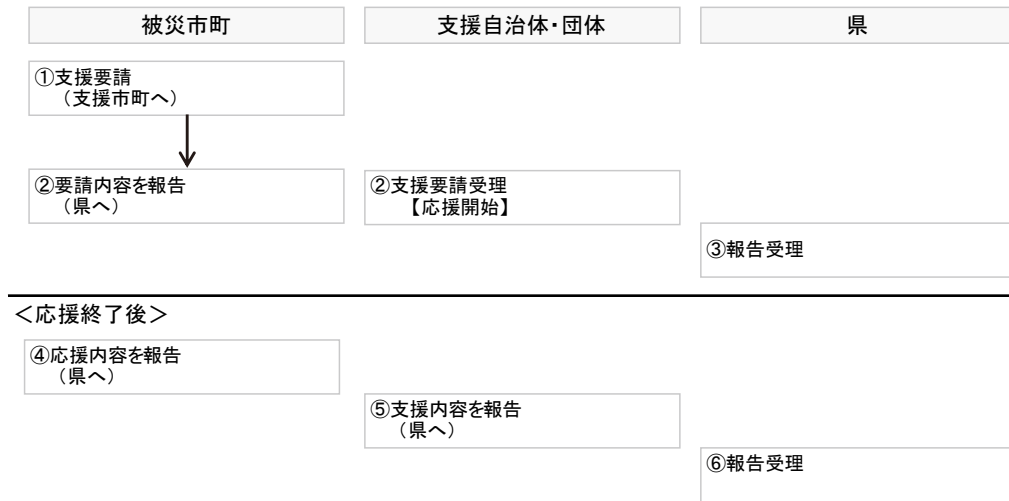 被災市町
支援自治体・団体
県
①支援要請
（支援市町へ）
②要請内容を報告
（県へ）
②支援要請受理
【応援開始】
③報告受理
＜応援終了後＞
④応援内容を報告
（県へ）
⑤支援内容を報告
（県へ）
⑥報告受理